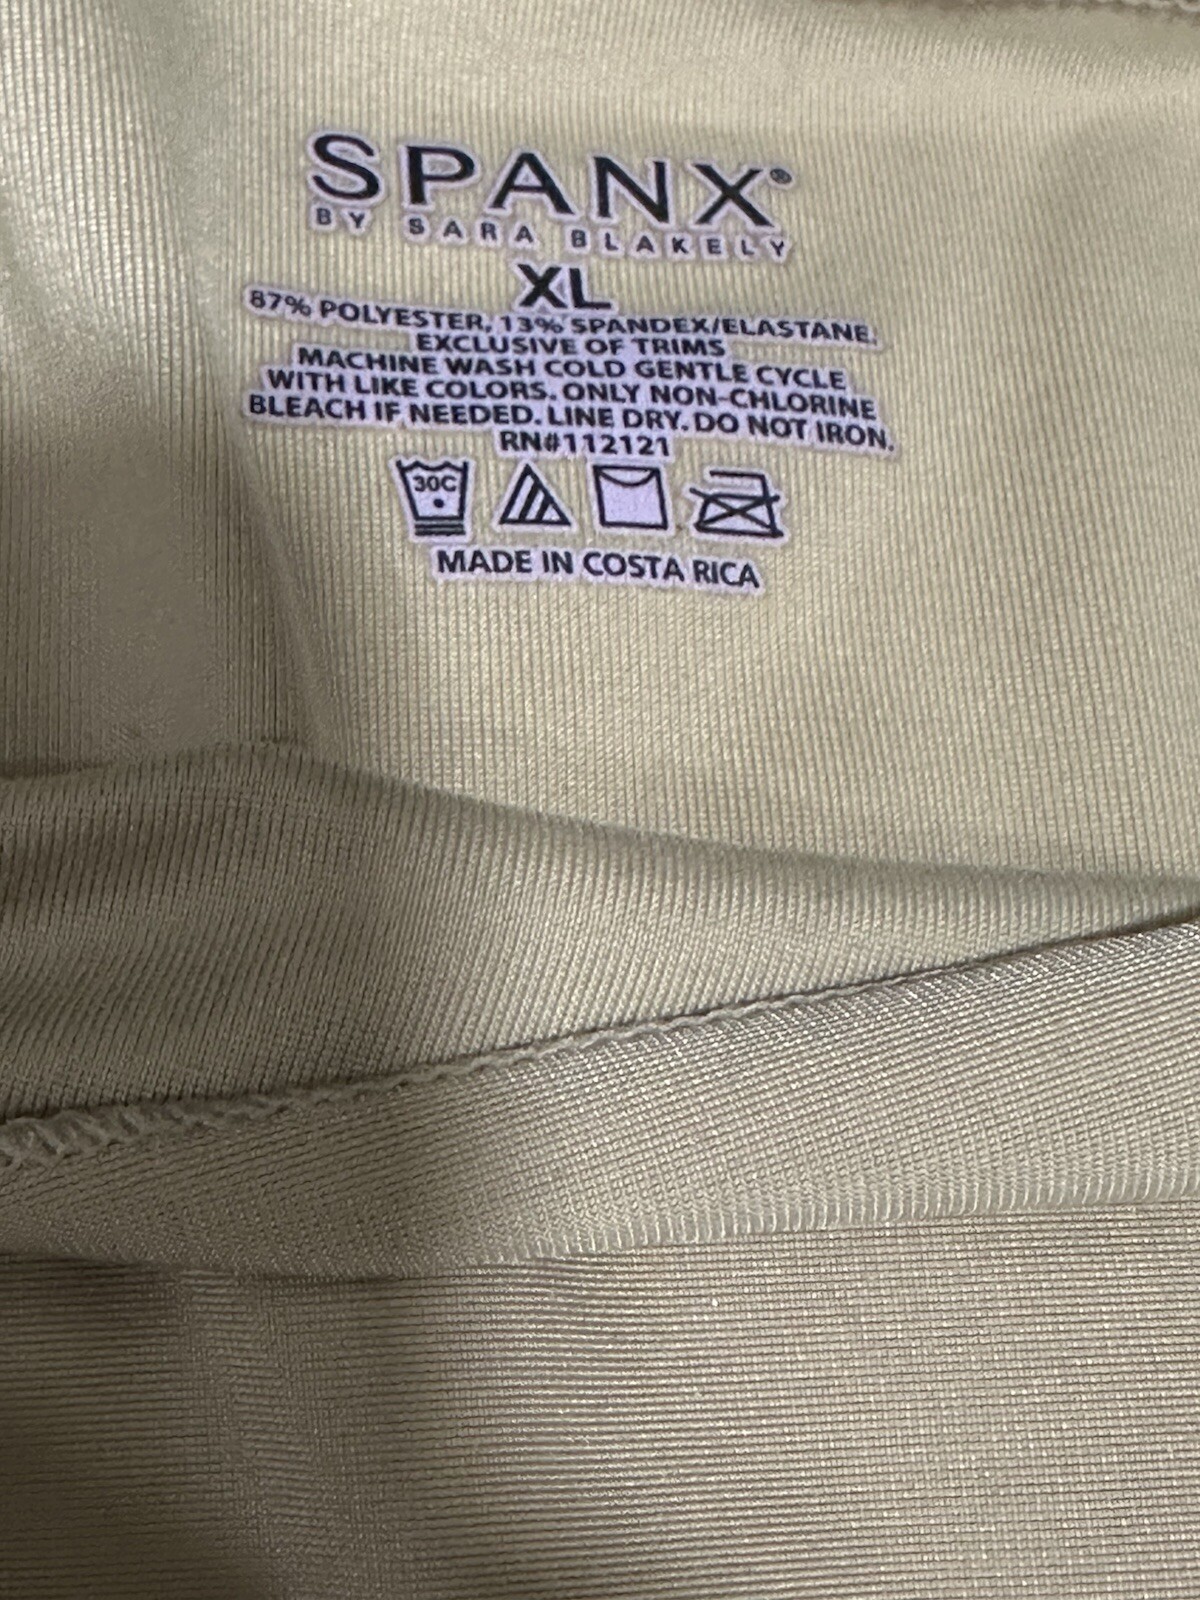 SPANX®
BY SARA BLAKELY
XL
87% POLYESTER, 13% SPANDEX/ELASTANE,
EXCLUSIVE OF TRIMS
MACHINE WASH COLD GENTLE CYCLE
WITH LIKE COLORS. ONLY NON-CHLORINE
BLEACH IF NEEDED. LINE DRY. DO NOT IRON.
RN#112121
30C
MADE IN COSTA RICA